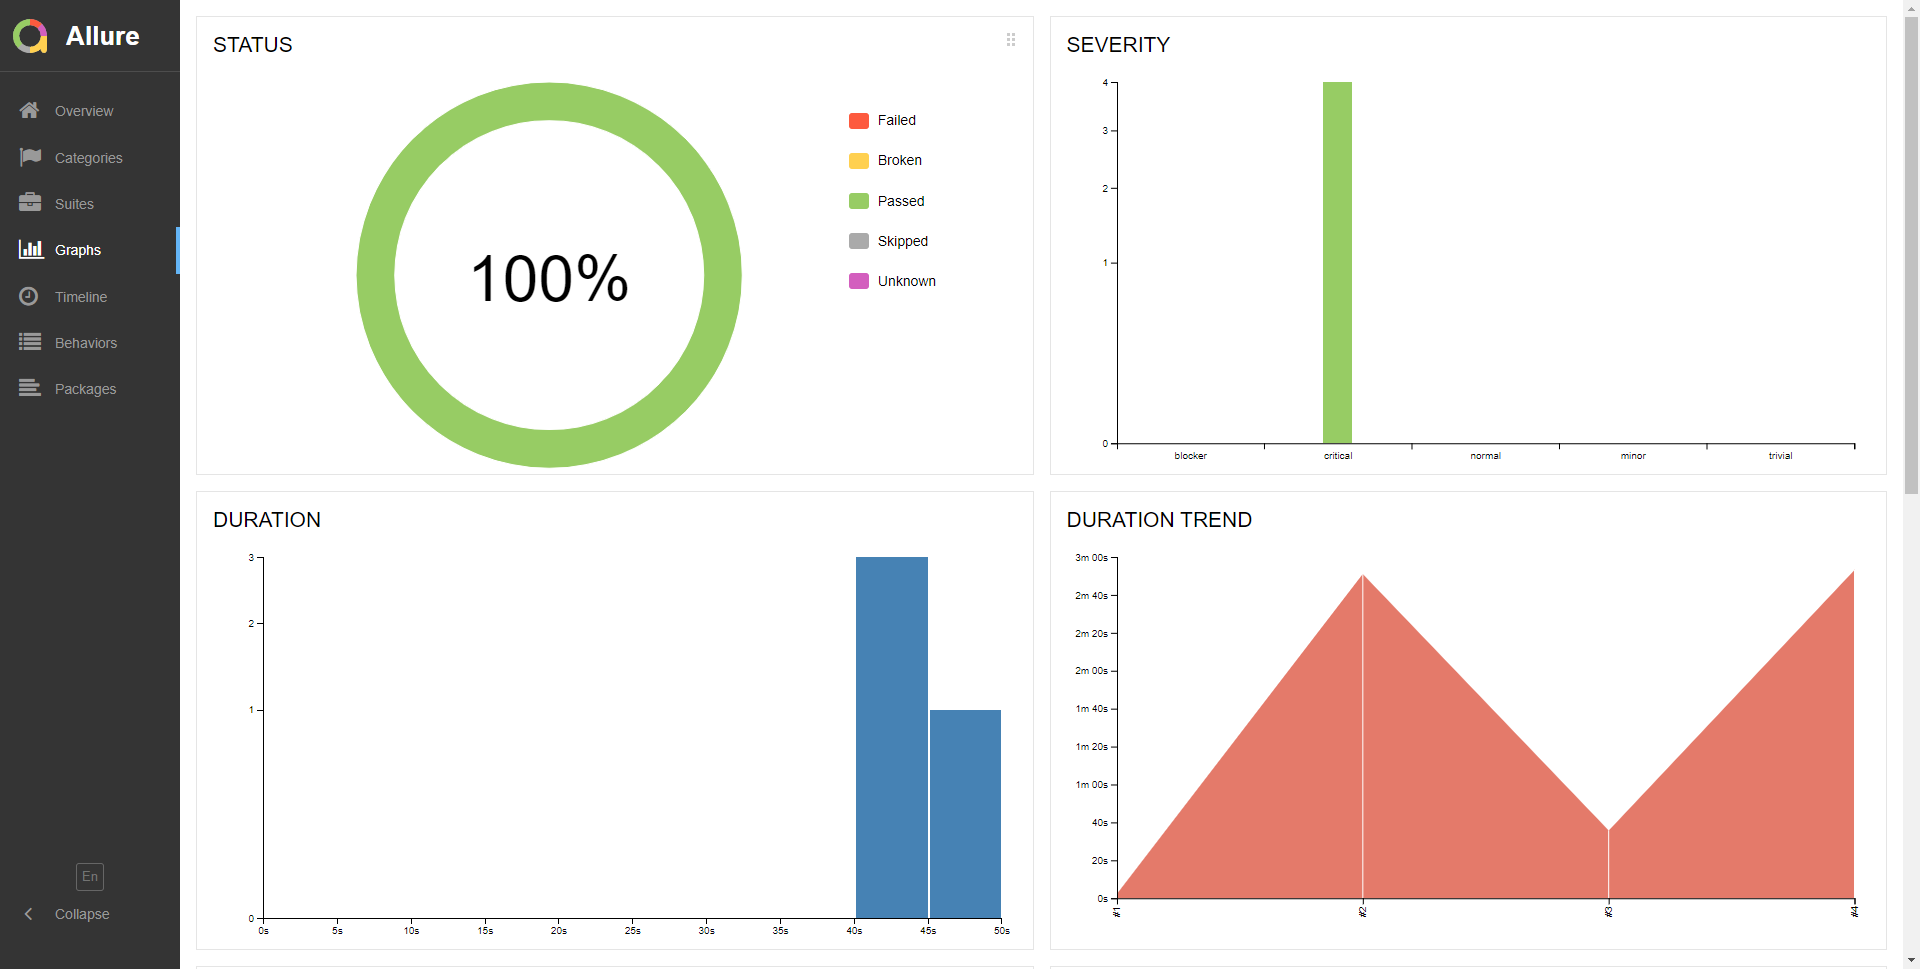 Allure
Overview
Categories
Suites
Graphs
Timeline
Behaviors
Packages
En
Collapse
STATUS
100%
Failed
Broken
Passed
Skipped
Unknown
SEVERITY
4
3
2
1
0
blocker critical normal minor trivial
DURATION
3
2
1
0
0s 5s 10s 15s 20s 25s 30s 35s 40s 45s 50s
DURATION TREND
3m 00s
2m 40s
2m 20s
2m 00s
1m 40s
1m 20s
1m 00s
40s
20s
0s
#1 #2 #3 #4